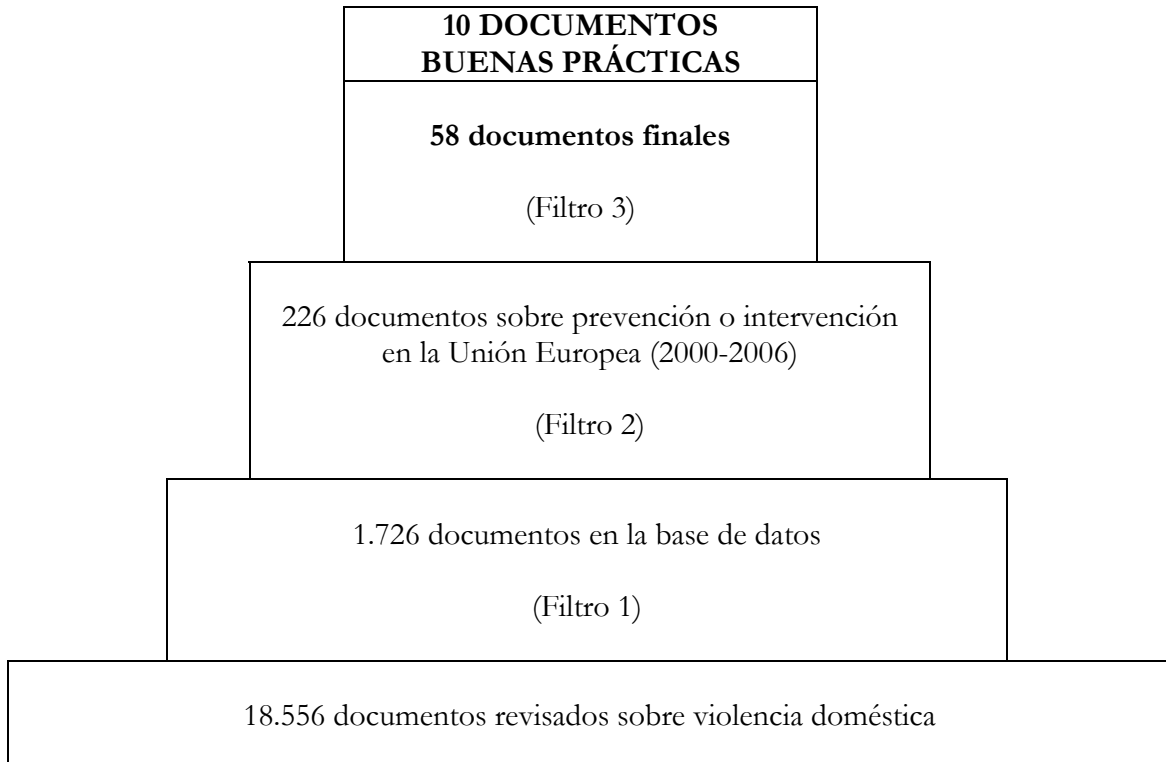 10 DOCUMENTOS
BUENAS PRÁCTICAS
58 documentos finales
(Filtro 3)
226 documentos sobre prevención o intervención
en la Unión Europea (2000-2006)
(Filtro 2)
1.726 documentos en la base de datos
(Filtro 1)
18.556 documentos revisados sobre violencia doméstica